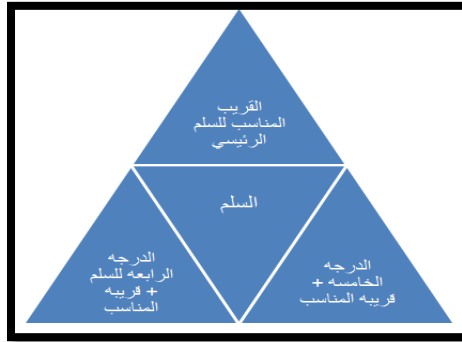 القريب
المناسب للسلم
الرئيسي
السلم
الدرجه
الخامسه +
قريبه المناسب
الدرجه
الرابعه للسلم
+ قريبه
المناسب